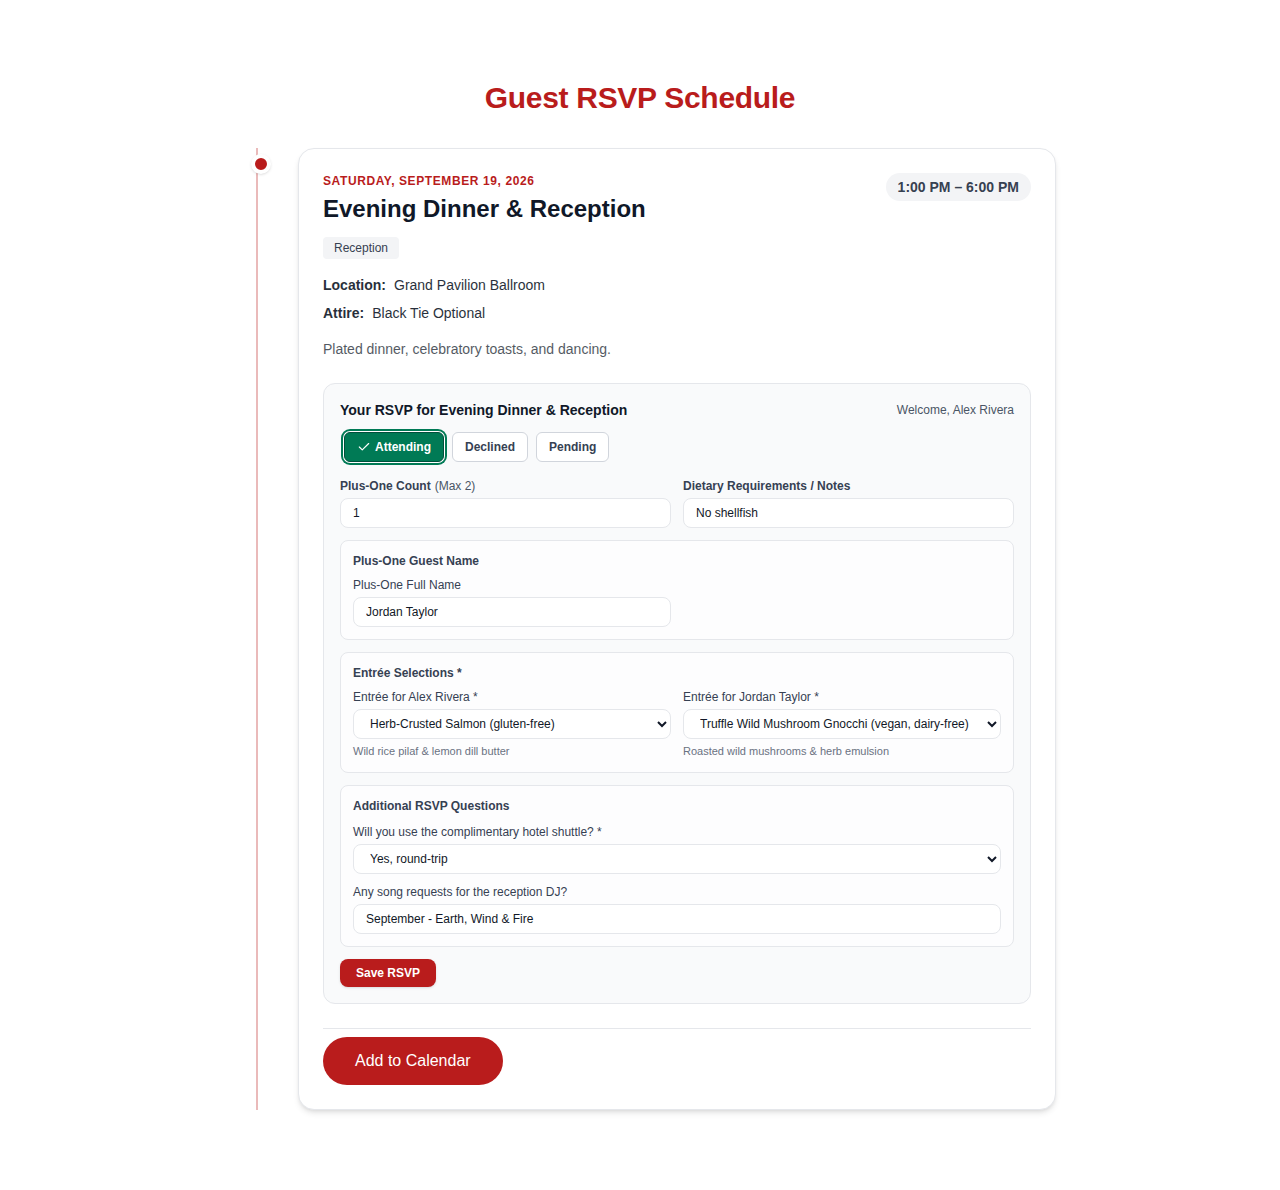 Guest RSVP Schedule
SATURDAY, SEPTEMBER 19, 2026
1:00 PM – 6:00 PM
Evening Dinner & Reception
Reception
Location: Grand Pavilion Ballroom
Attire: Black Tie Optional
Plated dinner, celebratory toasts, and dancing.
Your RSVP for Evening Dinner & Reception
Welcome, Alex Rivera
Attending
Declined
Pending
Plus-One Count (Max 2)
Dietary Requirements / Notes
1
No shellfish
Plus-One Guest Name
Plus-One Full Name
Jordan Taylor
Entrée Selections *
Entrée for Alex Rivera *
Entrée for Jordan Taylor *
Herb-Crusted Salmon (gluten-free)
Truffle Wild Mushroom Gnocchi (vegan, dairy-free)
Wild rice pilaf & lemon dill butter
Roasted wild mushrooms & herb emulsion
Additional RSVP Questions
Will you use the complimentary hotel shuttle? *
Yes, round-trip
Any song requests for the reception DJ?
September - Earth, Wind & Fire
Save RSVP
Add to Calendar